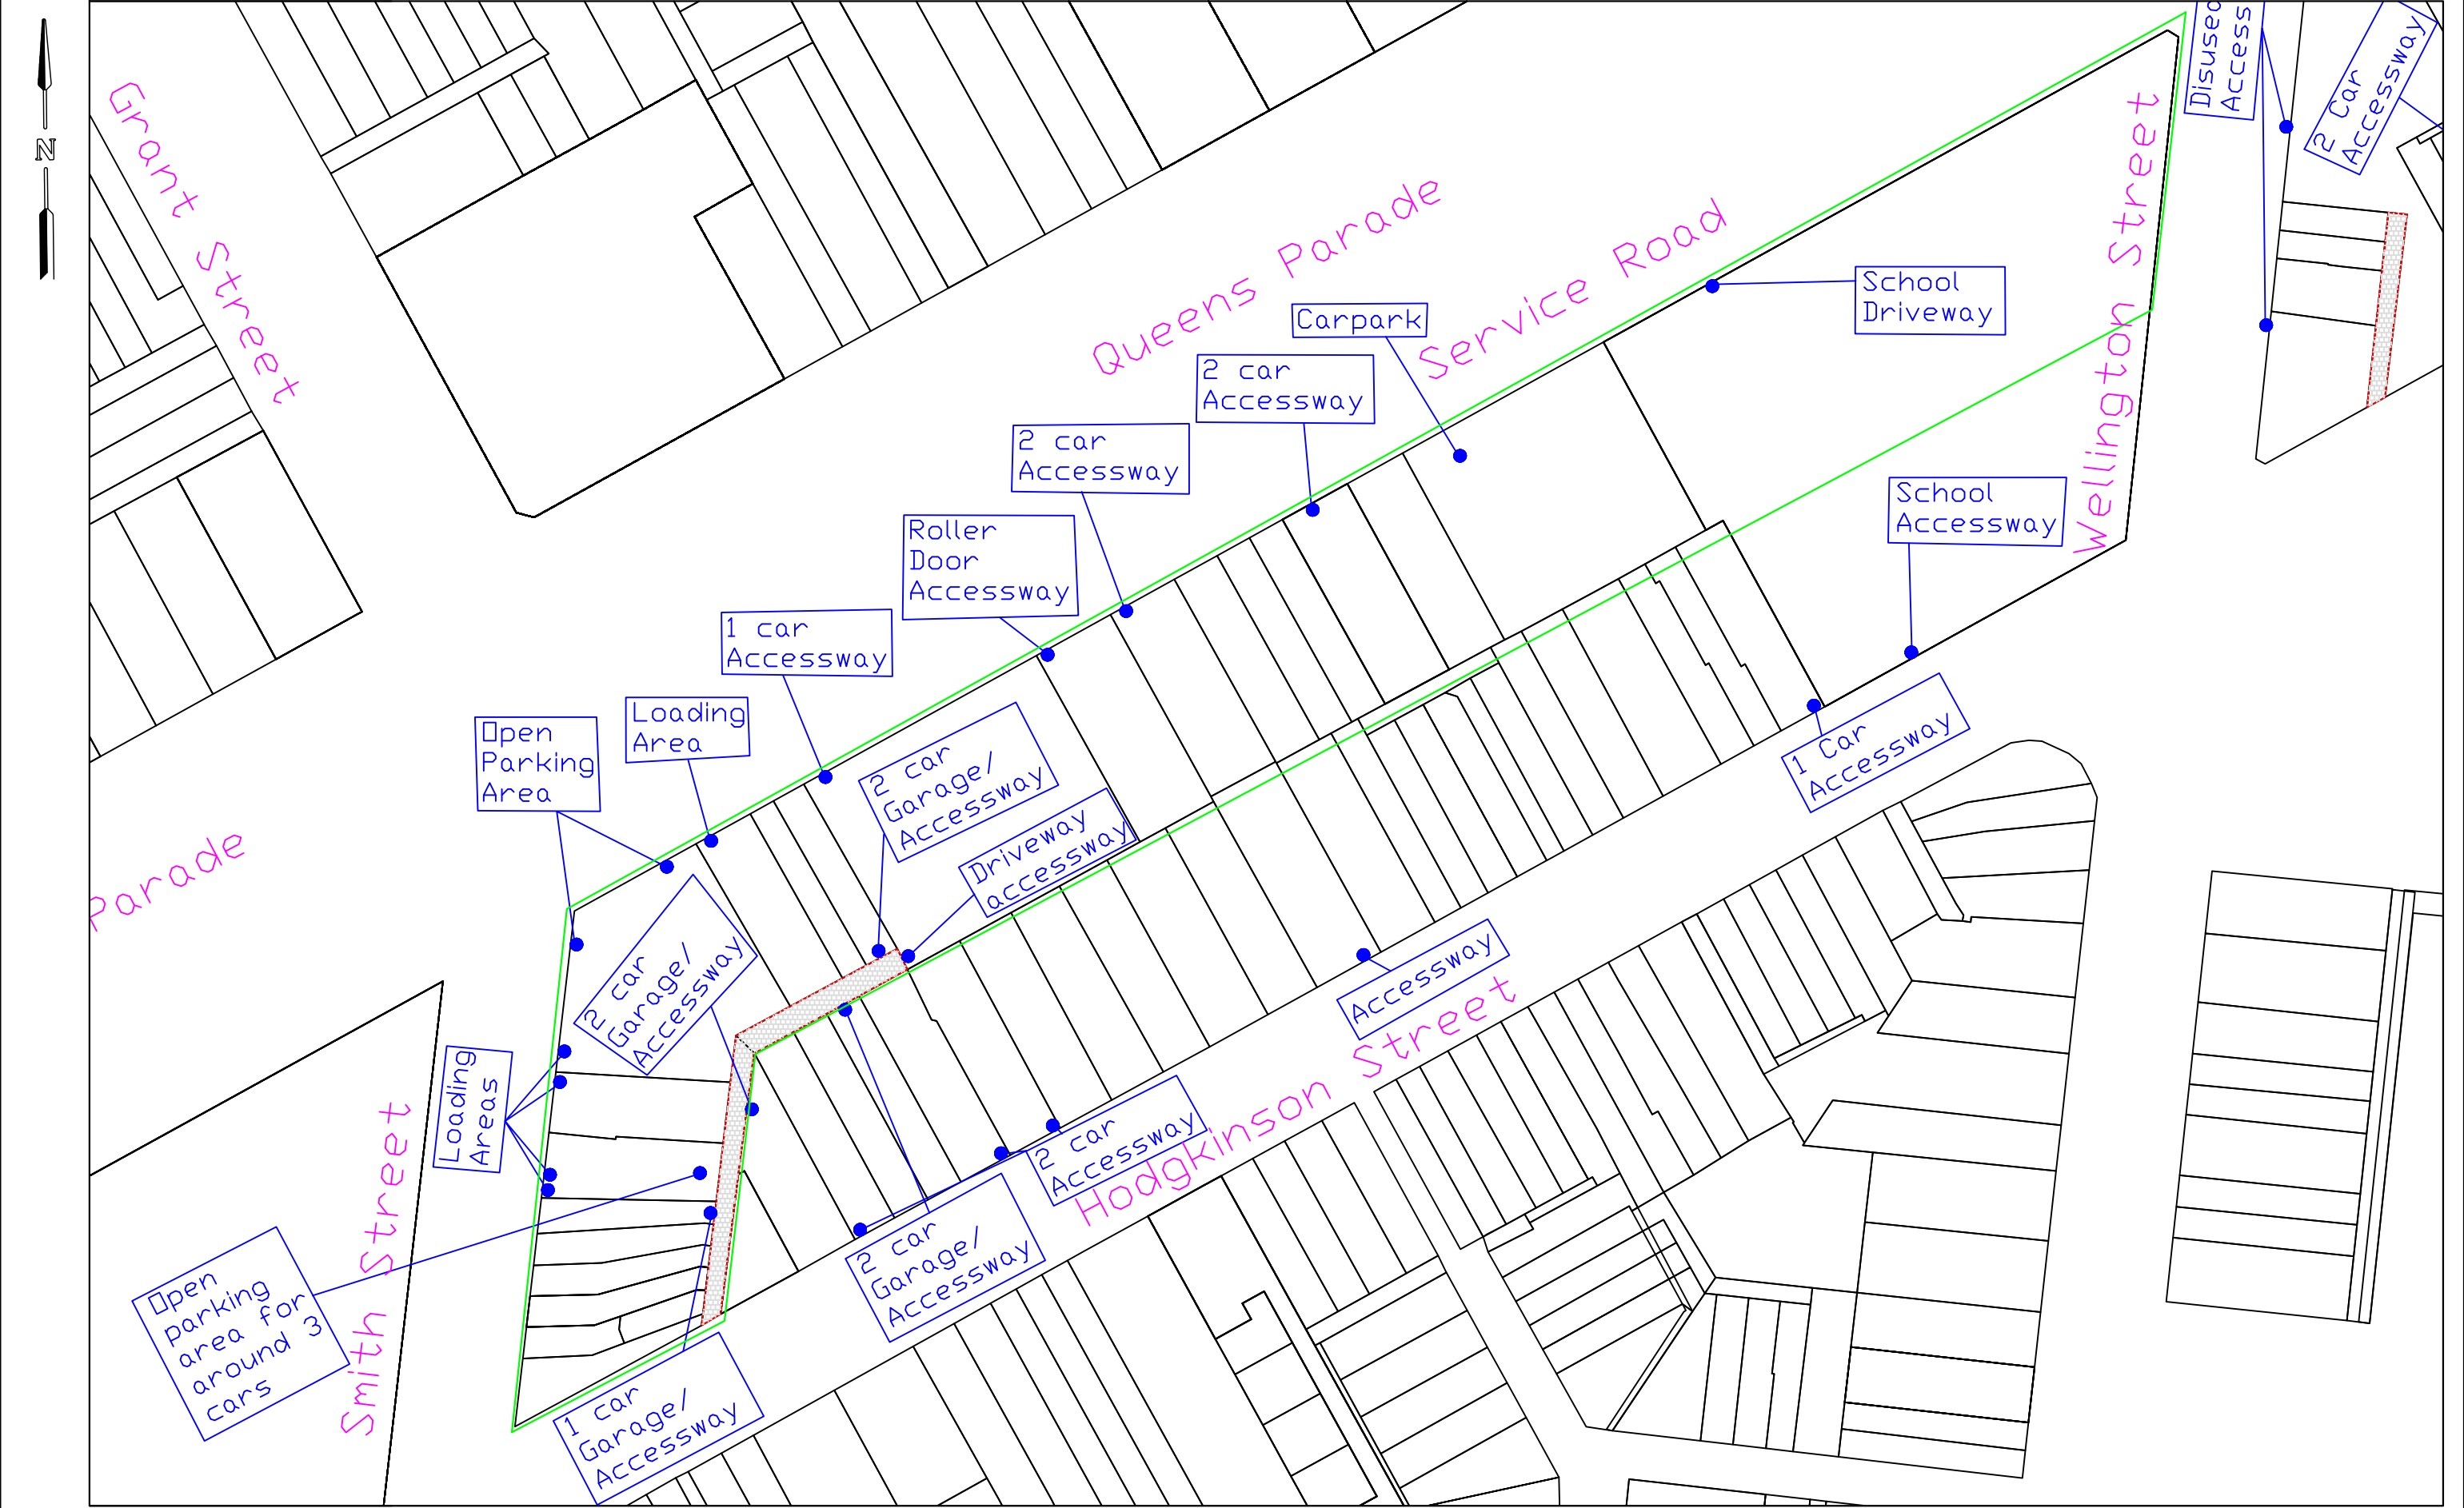 N
Grant Street
Queens Parade
Service Road
Wellington Street
Disused
Access
2 Car
Accessway
School
Driveway
Carpark
2 car
Accessway
2 car
Accessway
School
Accessway
Roller
Door
Accessway
1 car
Accessway
Loading
Area
Open
Parking
Area
2 car
Garage/
Accessway
Driveway
accessway
1 Car
Accessway
Parade
2 car
Garage/
Accessway
Accessway
Loading
Areas
2 car
Accessway
Hodgkinson Street
Smith Street
2 car
Garage/
Accessway
Open
parking
area for
around 3
cars
1 car
Garage/
Accessway